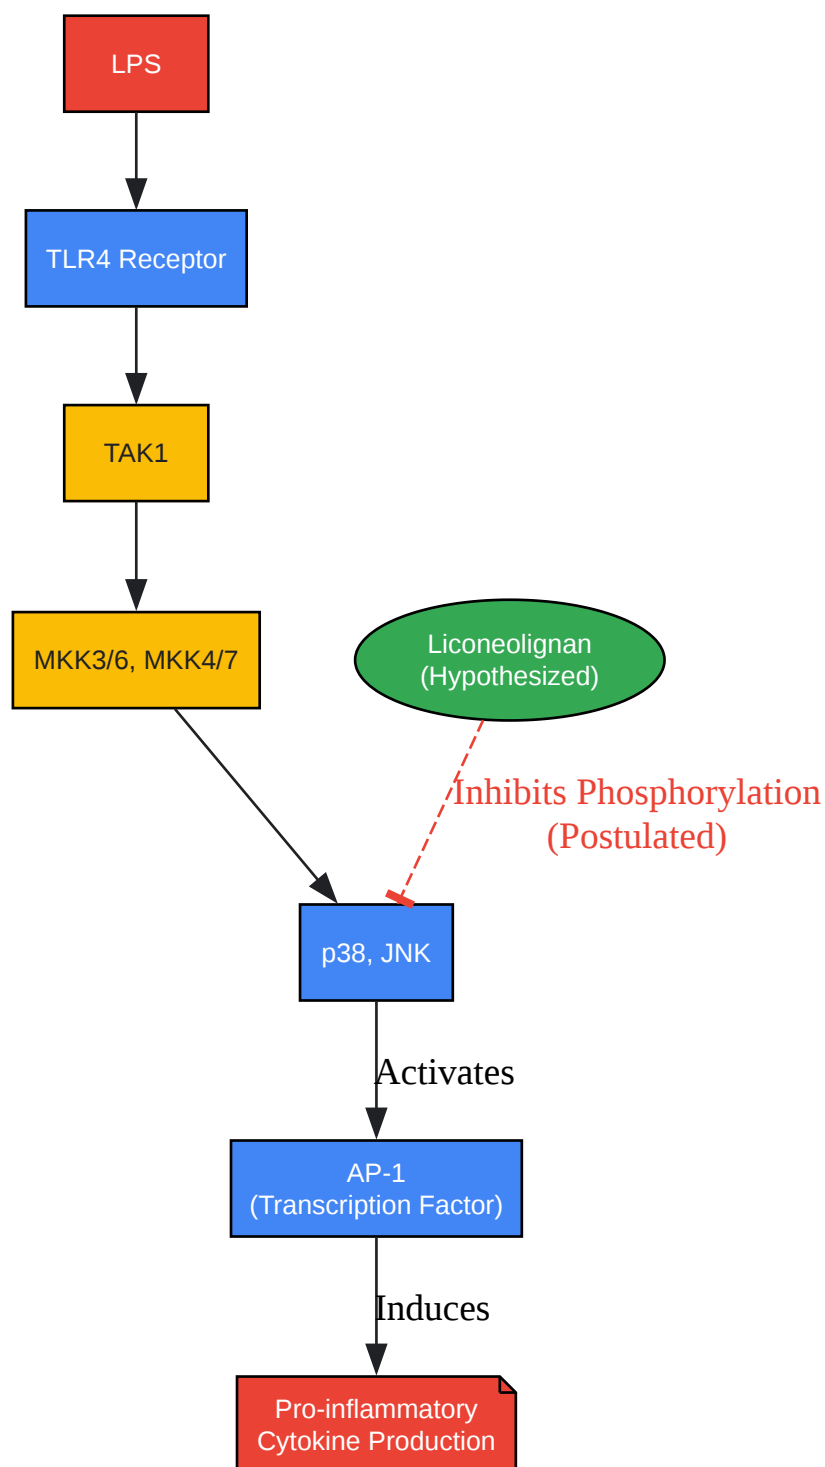 LPS
TLR4 Receptor
TAK1
MKK3/6, MKK4/7
Liconeolignan
(Hypothesized)
Inhibits Phosphorylation
(Postulated)
p38, JNK
Activates
AP-1
(Transcription Factor)
Induces
Pro-inflammatory
Cytokine Production